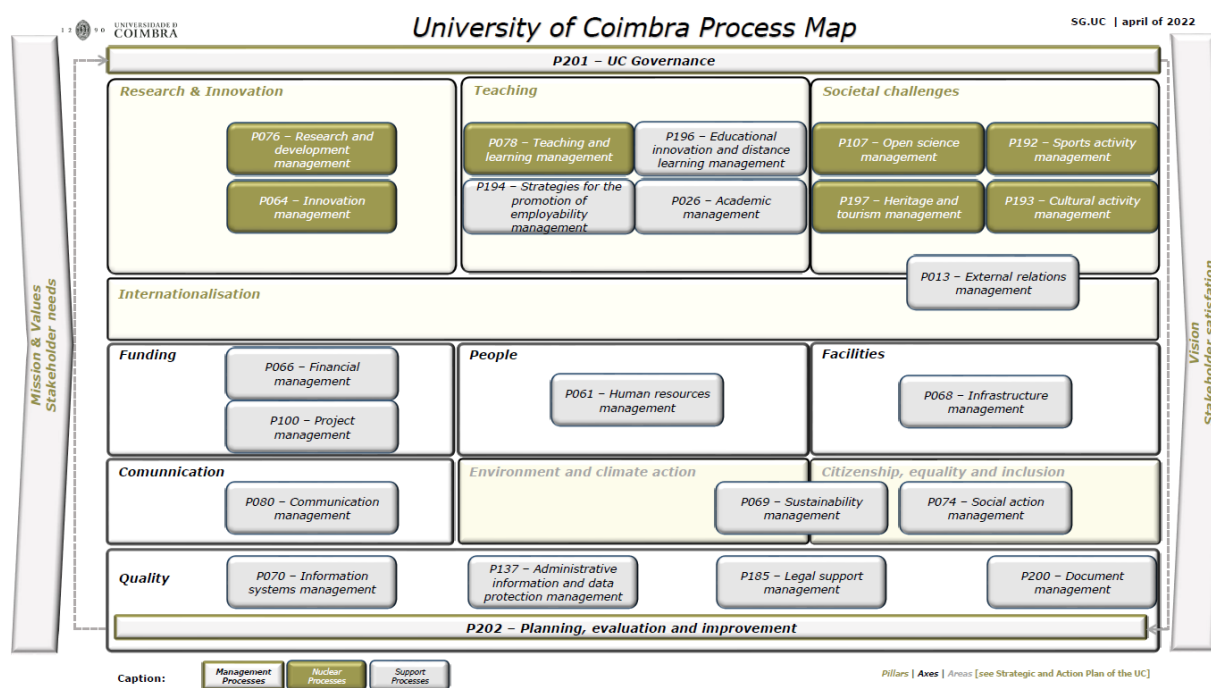 1 2 9 0
UNIVERSIDADE D
COIMBRA
University of Coimbra Process Map
SG.UC | april of 2022
P201 – UC Governance
Mission & Values
Stakeholder needs
Vision
Stakeholder satisfation
Research & Innovation
P076 – Research and
development
management
P064 – Innovation
management
Teaching
P078 – Teaching and
learning management
P196 – Educational
innovation and distance
learning management
P194 – Strategies for the
promotion of
employability
management
P026 – Academic
management
Societal challenges
P107 – Open science
management
P192 – Sports activity
management
P197 – Heritage and
tourism management
P193 – Cultural activity
management
P013 – External relations
management
Internationalisation
Funding
P066 – Financial
management
P100 – Project
management
People
P061 – Human resources
management
Facilities
P068 – Infrastructure
management
Comunnication
P080 – Communication
management
Environment and climate action
P069 – Sustainability
management
Citizenship, equality and inclusion
P074 – Social action
management
Quality
P070 – Information
systems management
P137 – Administrative
information and data
protection management
P185 – Legal support
management
P200 – Document
management
P202 – Planning, evaluation and improvement
Caption:
Management
Processes
Nuclear
Processes
Support
Processes
Pillars | Axes | Areas [see Strategic and Action Plan of the UC]